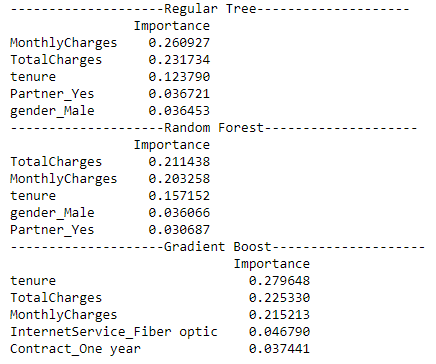 --------------------Regular Tree--------------------
Importance
MonthlyCharges 0.260927
TotalCharges 0.231734
tenure 0.123790
Partner_Yes 0.036721
gender_Male 0.036453
--------------------Random Forest--------------------
Importance
TotalCharges 0.211438
MonthlyCharges 0.203258
tenure 0.157152
gender_Male 0.036066
Partner_Yes 0.030687
--------------------Gradient Boost--------------------
Importance
tenure 0.279648
TotalCharges 0.225330
MonthlyCharges 0.215213
InternetService_Fiber optic 0.046790
Contract_One year 0.037441